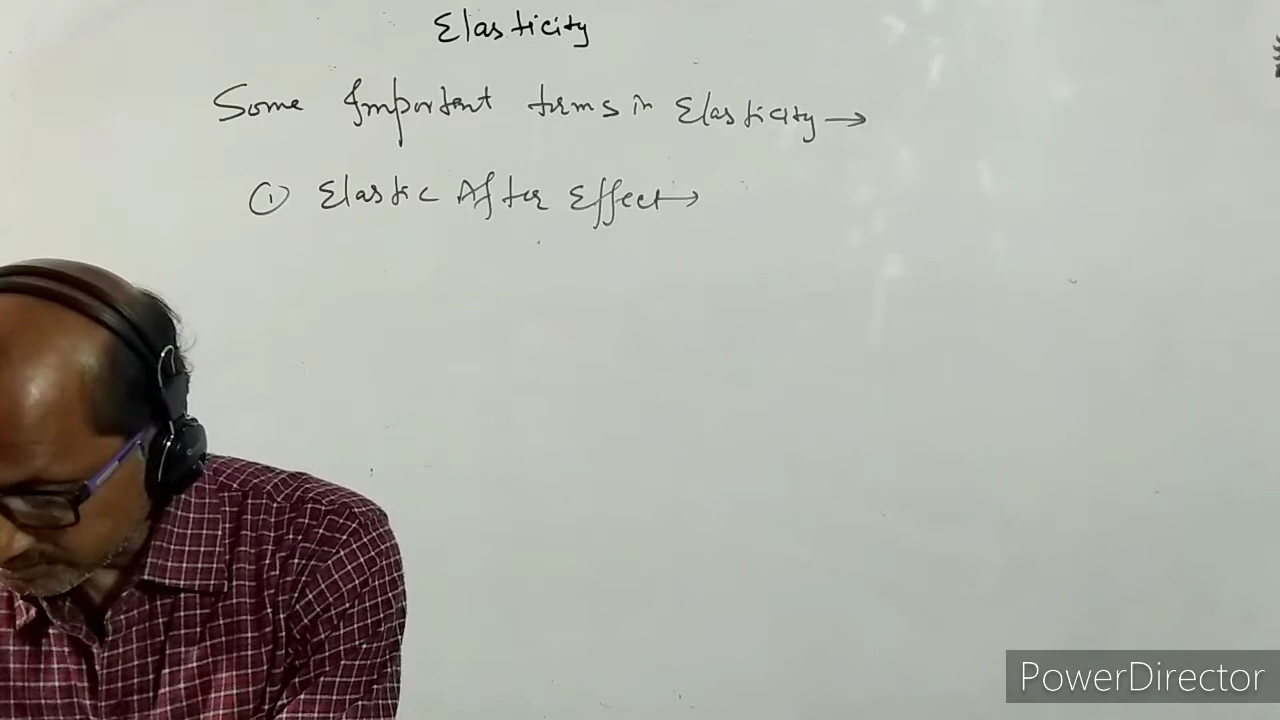 Elasticity
Some Important terms in Elasticity →
① Elastic After Effect →
PowerDirector